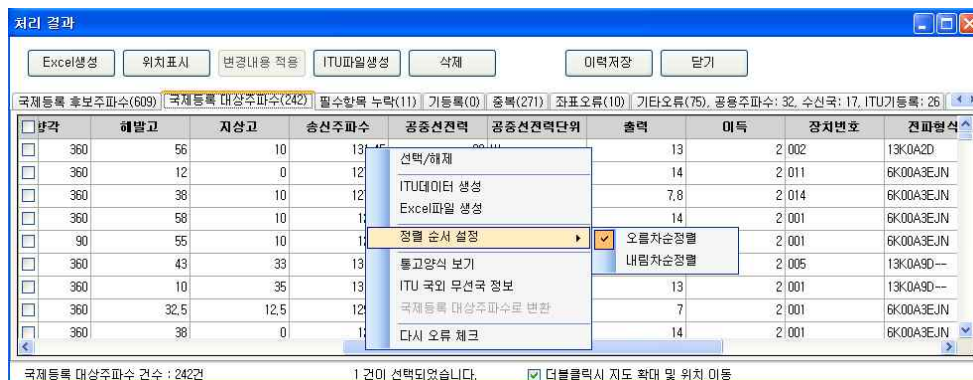 처리 결과
Excel생성 위치표시 변경내용 적용 ITU파일생성 삭제 이력저장 닫기
국제등록 후보주파수(609) 국제등록 대상주파수(242) 필수항목 누락(11) 기등록(0) 중복(271) 좌표오류(10) 기타오류(75), 공용주파수: 32, 수신국: 17, ITU기등록: 26
방각 해발고 지상고 송신주파수 공중선전력 공중선전력단위 출력 이득 장치번호 전파형식
360 56 10 13 2 002 13K0A2D
선택/해제
360 12 0 14 2 011 6K00A3EJN
ITU데이터 생성
360 38 10 7,8 2 014 6K00A3EJN
Excel파일 생성
360 58 10 14 2 001 6K00A3EJN
90 55 10 정렬 순서 설정 오름차순정렬 2 001 6K00A3EJN
내림차순정렬
360 43 33 통고양식 보기 2 005 13K0A9D--
360 10 35 ITU 국외 무선국 정보 13 2 001 13K0A9D--
360 32,5 12,5 국제등록 대상주파수로 변환 7 2 001 6K00A3EJN
360 38 0 다시 오류 체크 14 2 001 6K00A3EJN
국제등록 대상주파수 건수 : 242건 1 건이 선택되었습니다. 더블클릭시 지도 확대 및 위치 이동